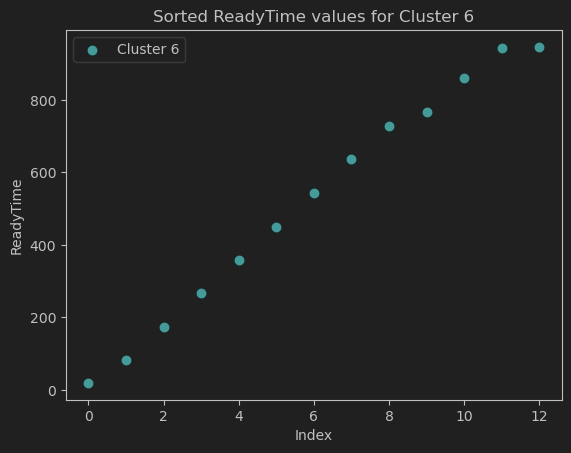 Sorted ReadyTime values for Cluster 6
Cluster 6
800
600
400
200
0
ReadyTime
0 2 4 6 8 10 12
Index